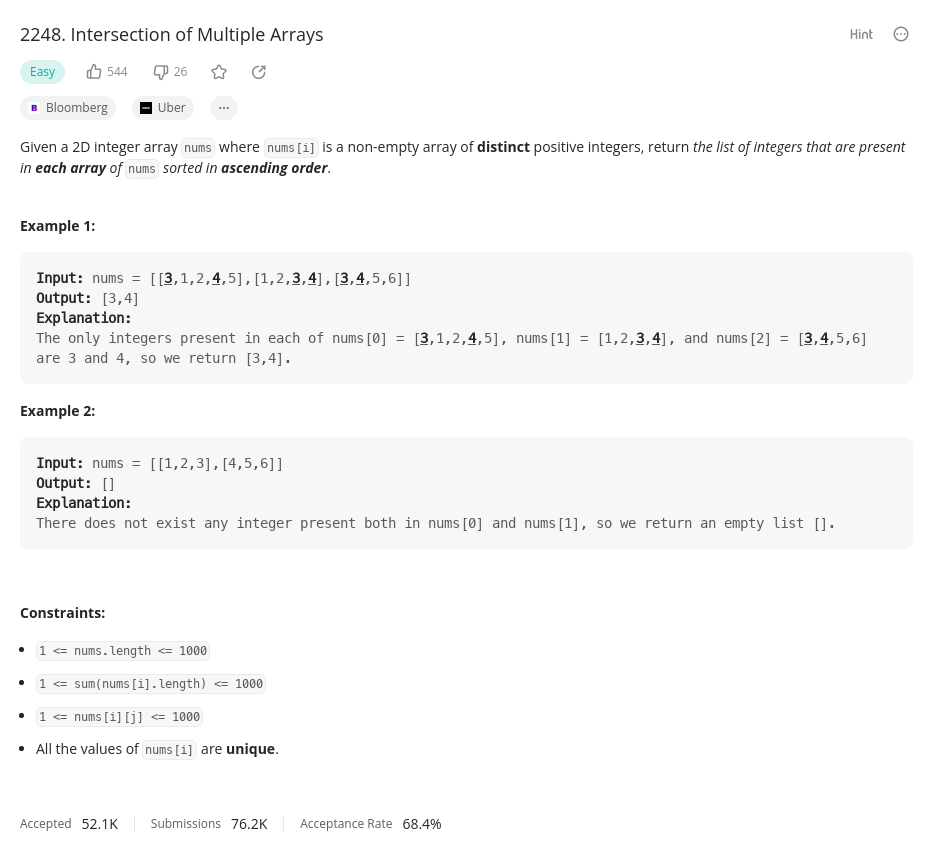 2248. Intersection of Multiple Arrays
Hint
Easy
544
26
Bloomberg
Uber
Given a 2D integer array nums where nums[i] is a non-empty array of distinct positive integers, return the list of integers that are present
in each array of nums sorted in ascending order.
Example 1:
Input: nums = [[3,1,2,4,5],[1,2,3,4],[3,4,5,6]]
Output: [3,4]
Explanation:
The only integers present in each of nums[0] = [3,1,2,4,5], nums[1] = [1,2,3,4], and nums[2] = [3,4,5,6]
are 3 and 4, so we return [3,4].
Example 2:
Input: nums = [[1,2,3],[4,5,6]]
Output: []
Explanation:
There does not exist any integer present both in nums[0] and nums[1], so we return an empty list [].
Constraints:
• 1 <= nums.length <= 1000
• 1 <= sum(nums[i].length) <= 1000
• 1 <= nums[i][j] <= 1000
• All the values of nums[i] are unique.
Accepted 52.1K Submissions 76.2K Acceptance Rate 68.4%